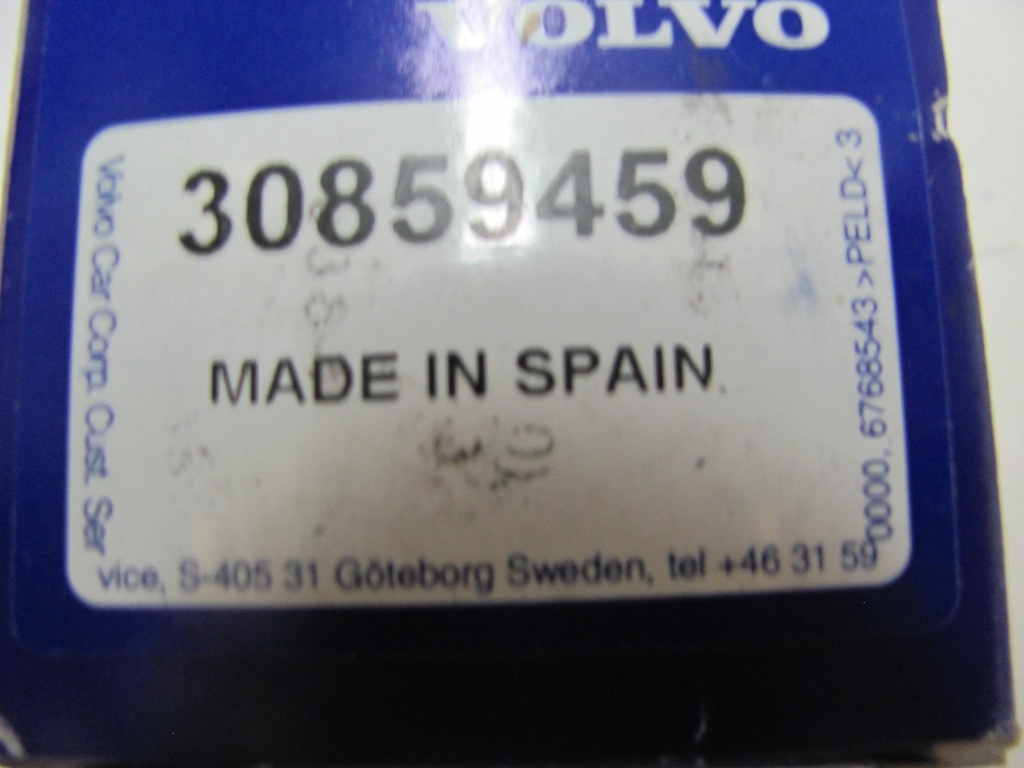 VOLVO
30859459
MADE IN SPAIN
Volvo Car Corp. Cust. Ser
vice, S-405 31 Göteborg Sweden, tel +46 31 59
0000, 6768543 >PELD< 3